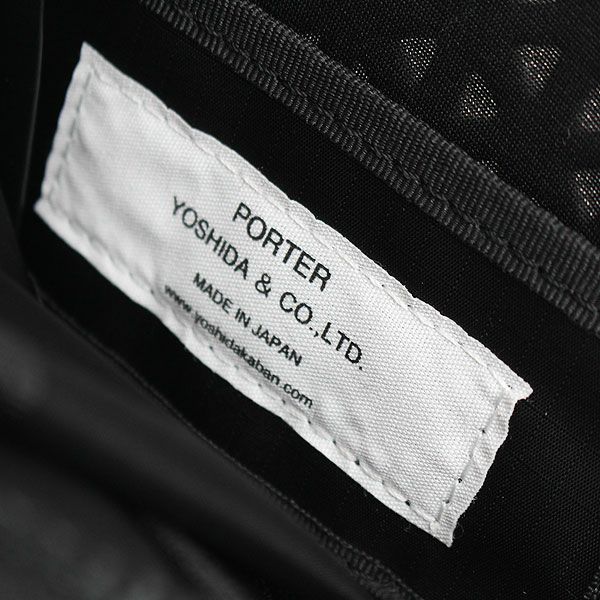 PORTER
YOSHIDA & CO.,LTD.
MADE IN JAPAN
www.yoshidakaban.com